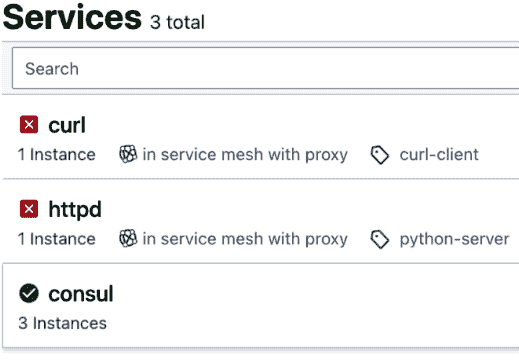 Services 3 total
Search
curl
1 Instance in service mesh with proxy curl-client
httpd
1 Instance in service mesh with proxy python-server
consul
3 Instances